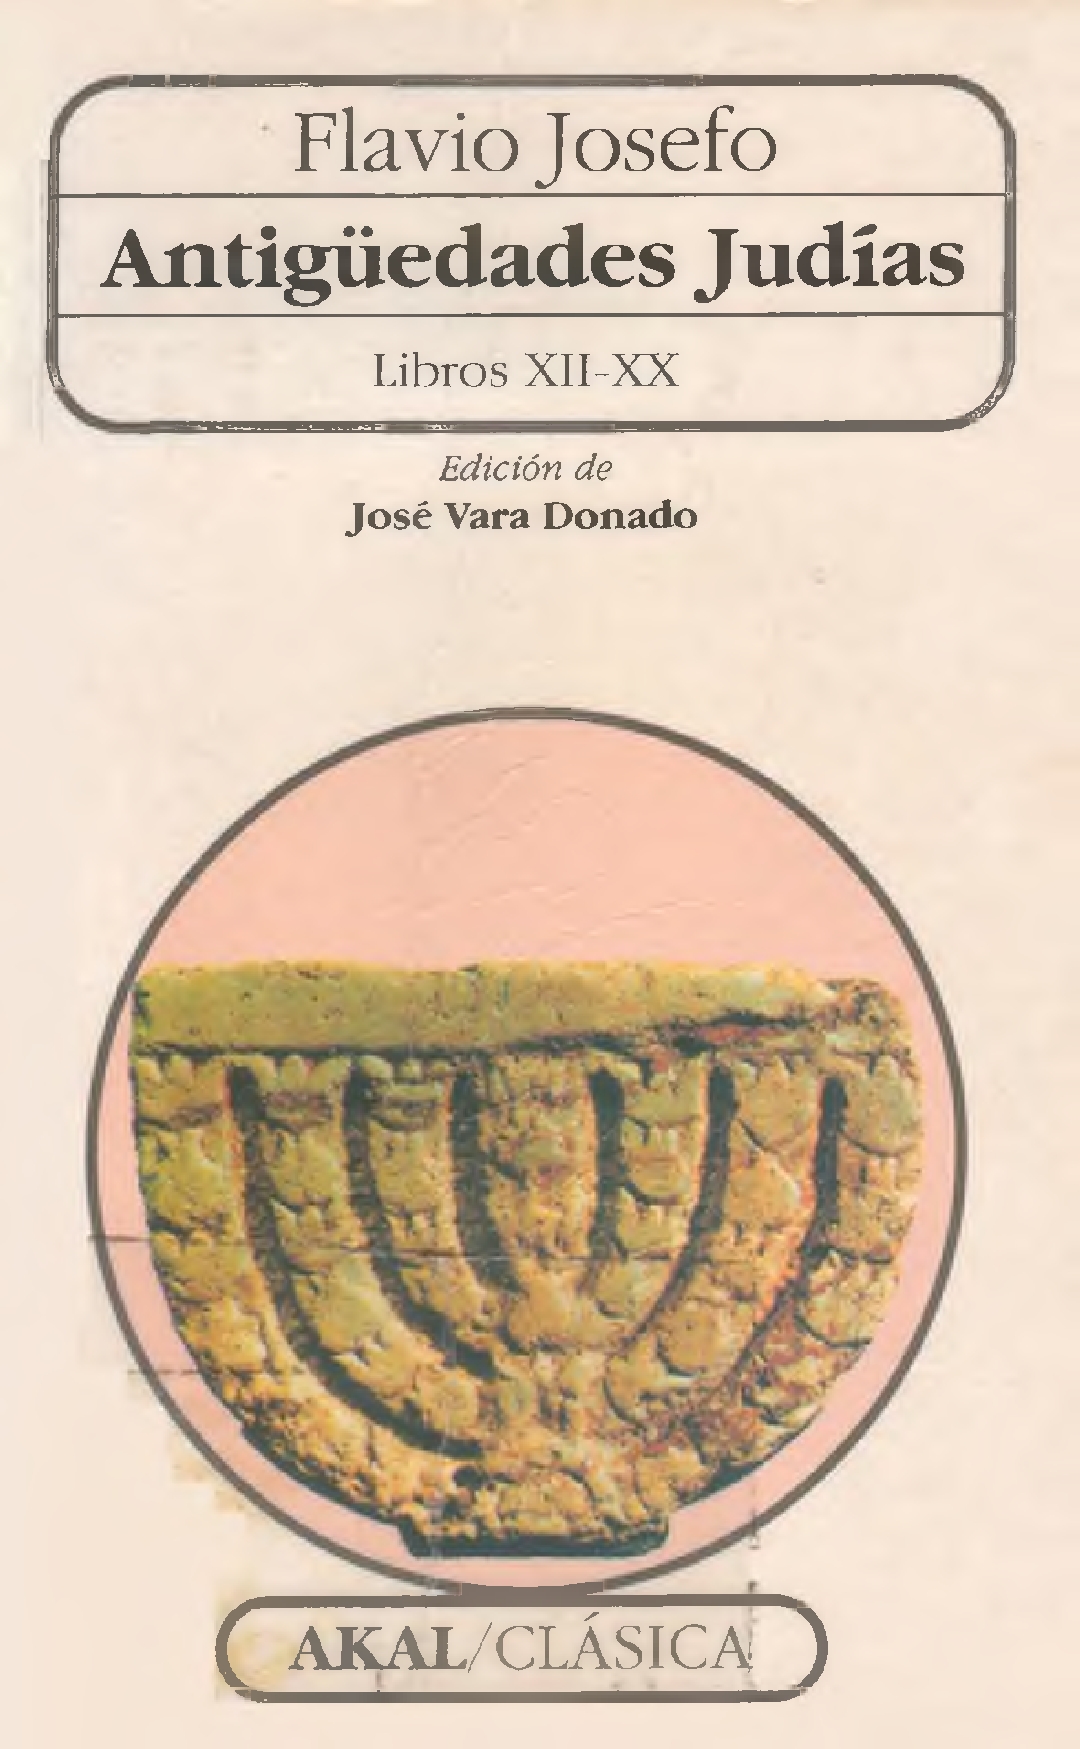 Flavio Josefo
Antigüedades Judías
Libros XII-XX
Edición de
José Vara Donado
AKAL/CLÁSICA